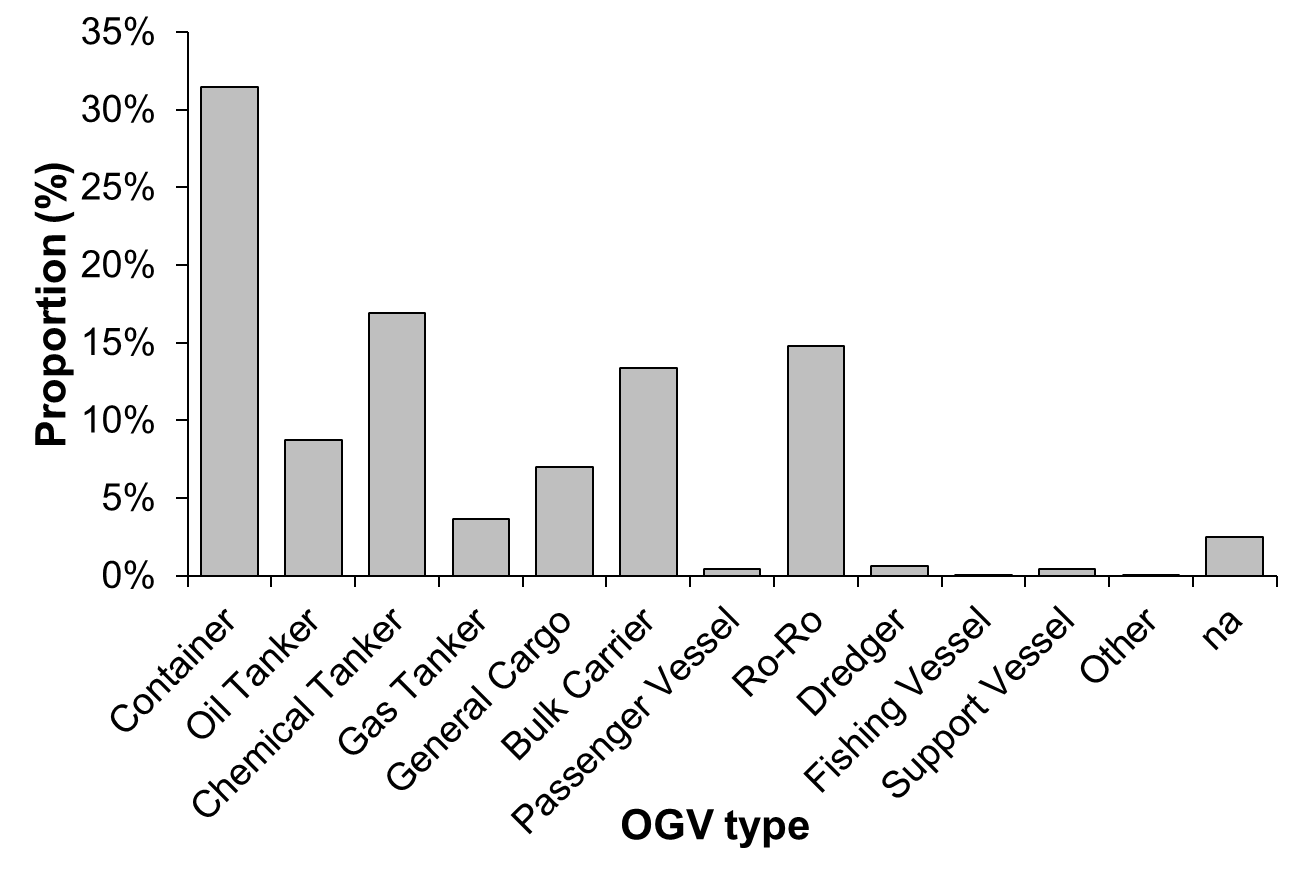 35%
30%
25%
20%
15%
10%
5%
0%
Proportion (%)
Container
Oil Tanker
Chemical Tanker
Gas Tanker
General Cargo
Bulk Carrier
Passenger Vessel
Ro-Ro
Dredger
Fishing Vessel
Support Vessel
Other
na
OGV type